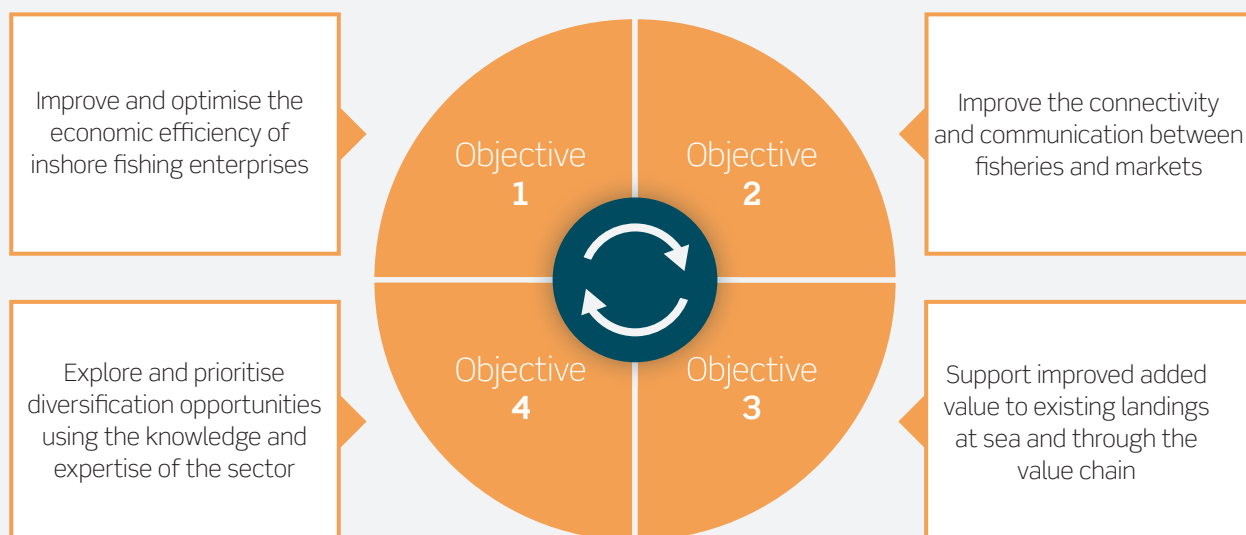 Improve and optimise the
economic efficiency of
inshore fishing enterprises
Objective
1
Objective
2
Improve the connectivity
and communication between
fisheries and markets
Explore and prioritise
diversification opportunities
using the knowledge and
expertise of the sector
Objective
4
Objective
3
Support improved added
value to existing landings
at sea and through the
value chain